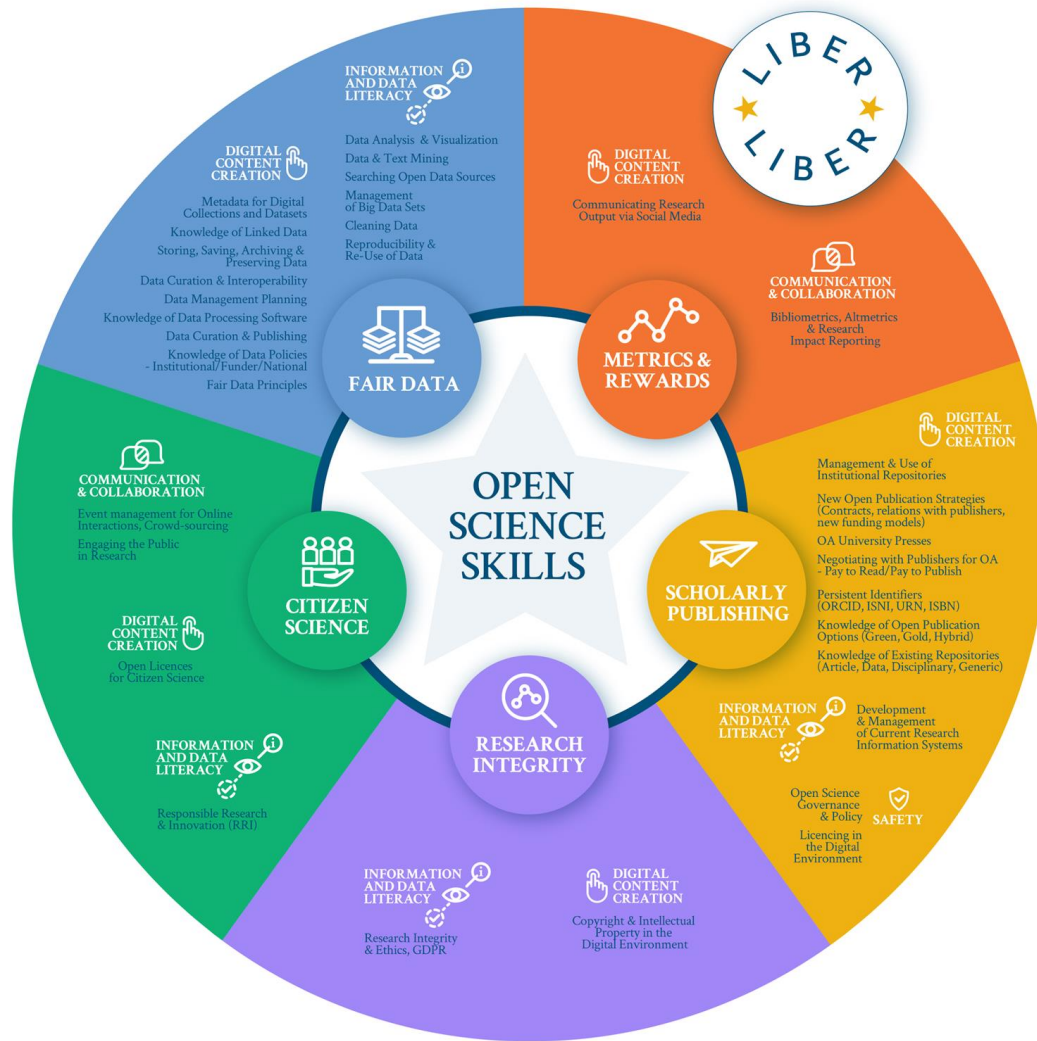 LIBER
LIBER
OPEN
SCIENCE
SKILLS
FAIR DATA
INFORMATION
AND DATA
LITERACY
Data Analysis & Visualization
Data & Text Mining
Searching Open Data Sources
Management
of Big Data Sets
Cleaning Data
Reproducibility &
Re-Use of Data
DIGITAL
CONTENT
CREATION
Metadata for Digital
Collections and Datasets
Knowledge of Linked Data
Storing, Saving, Archiving &
Preserving Data
Data Curation & Interoperability
Data Management Planning
Knowledge of Data Processing Software
Data Curation & Publishing
Knowledge of Data Policies
- Institutional/Funder/National
Fair Data Principles
METRICS &
REWARDS
DIGITAL
CONTENT
CREATION
Communicating Research
Output via Social Media
COMMUNICATION
& COLLABORATION
Bibliometrics, Altmetrics
& Research
Impact Reporting
SCHOLARLY
PUBLISHING
DIGITAL
CONTENT
CREATION
Management & Use of
Institutional Repositories
New Open Publication Strategies
(Contracts, relations with publishers,
new funding models)
OA University Presses
Negotiating with Publishers for OA
- Pay to Read/Pay to Publish
Persistent Identifiers
(ORCID, ISNI, URN, ISBN)
Knowledge of Open Publication
Options (Green, Gold, Hybrid)
Knowledge of Existing Repositories
(Article, Data, Disciplinary, Generic)
INFORMATION
AND DATA
LITERACY
Development
& Management
of Current Research
Information Systems
Open Science
Governance
& Policy
Licencing in
the Digital
Environment
SAFETY
RESEARCH
INTEGRITY
INFORMATION
AND DATA
LITERACY
Research Integrity
& Ethics, GDPR
DIGITAL
CONTENT
CREATION
Copyright & Intellectual
Property in the
Digital Environment
CITIZEN
SCIENCE
COMMUNICATION
& COLLABORATION
Event management for Online
Interactions, Crowd-sourcing
Engaging the Public
in Research
DIGITAL
CONTENT
CREATION
Open Licences
for Citizen Science
INFORMATION
AND DATA
LITERACY
Responsible Research
& Innovation (RRI)